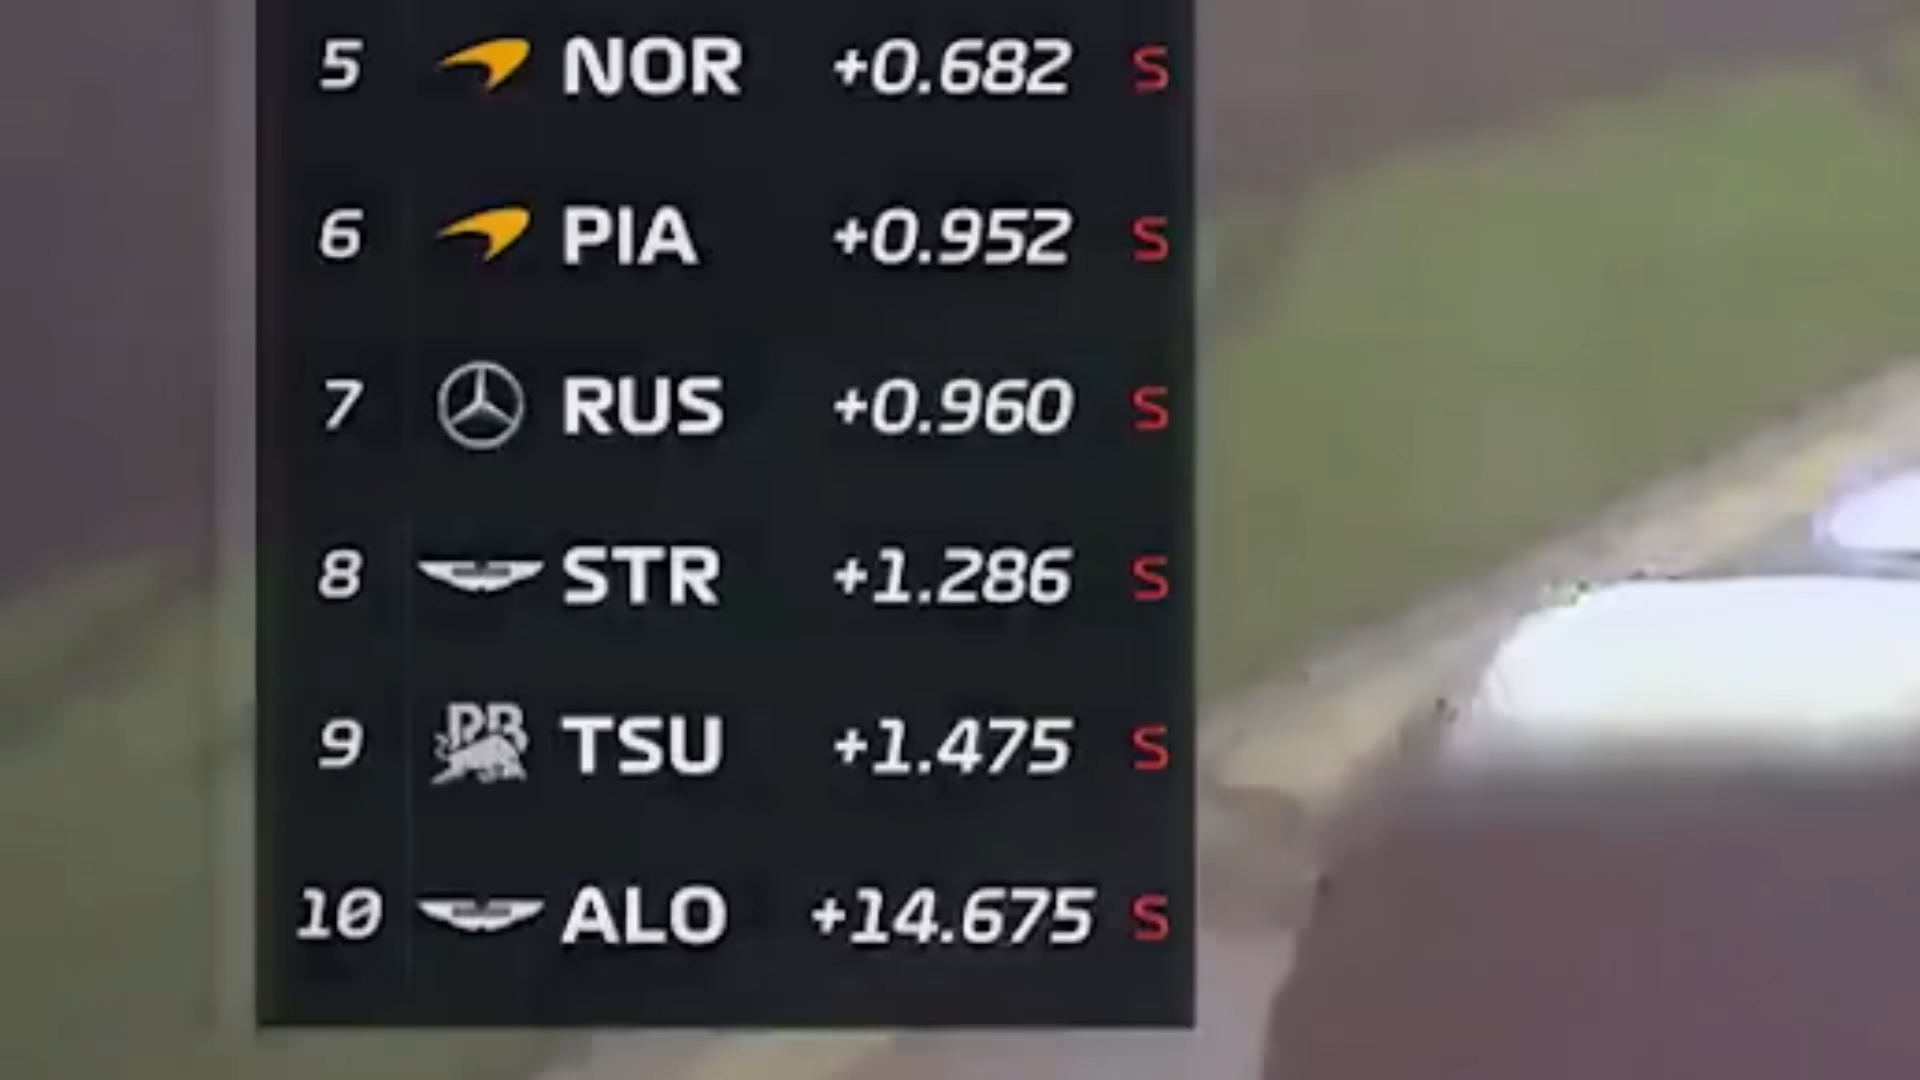 5 NOR +0.682 S
6 PIA +0.952 S
7 RUS +0.960 S
8 STR +1.286 S
9 RB TSU +1.475 S
10 ALO +14.675 S